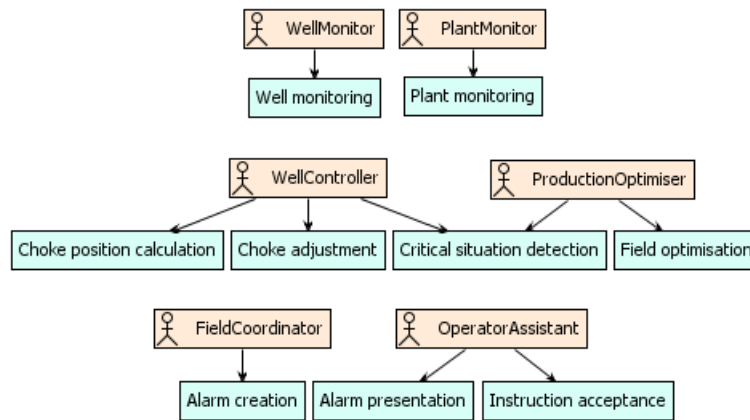 WellMonitor
PlantMonitor
Well monitoring
Plant monitoring
WellController
ProductionOptimiser
Choke position calculation
Choke adjustment
Critical situation detection
Field optimisation
FieldCoordinator
OperatorAssistant
Alarm creation
Alarm presentation
Instruction acceptance